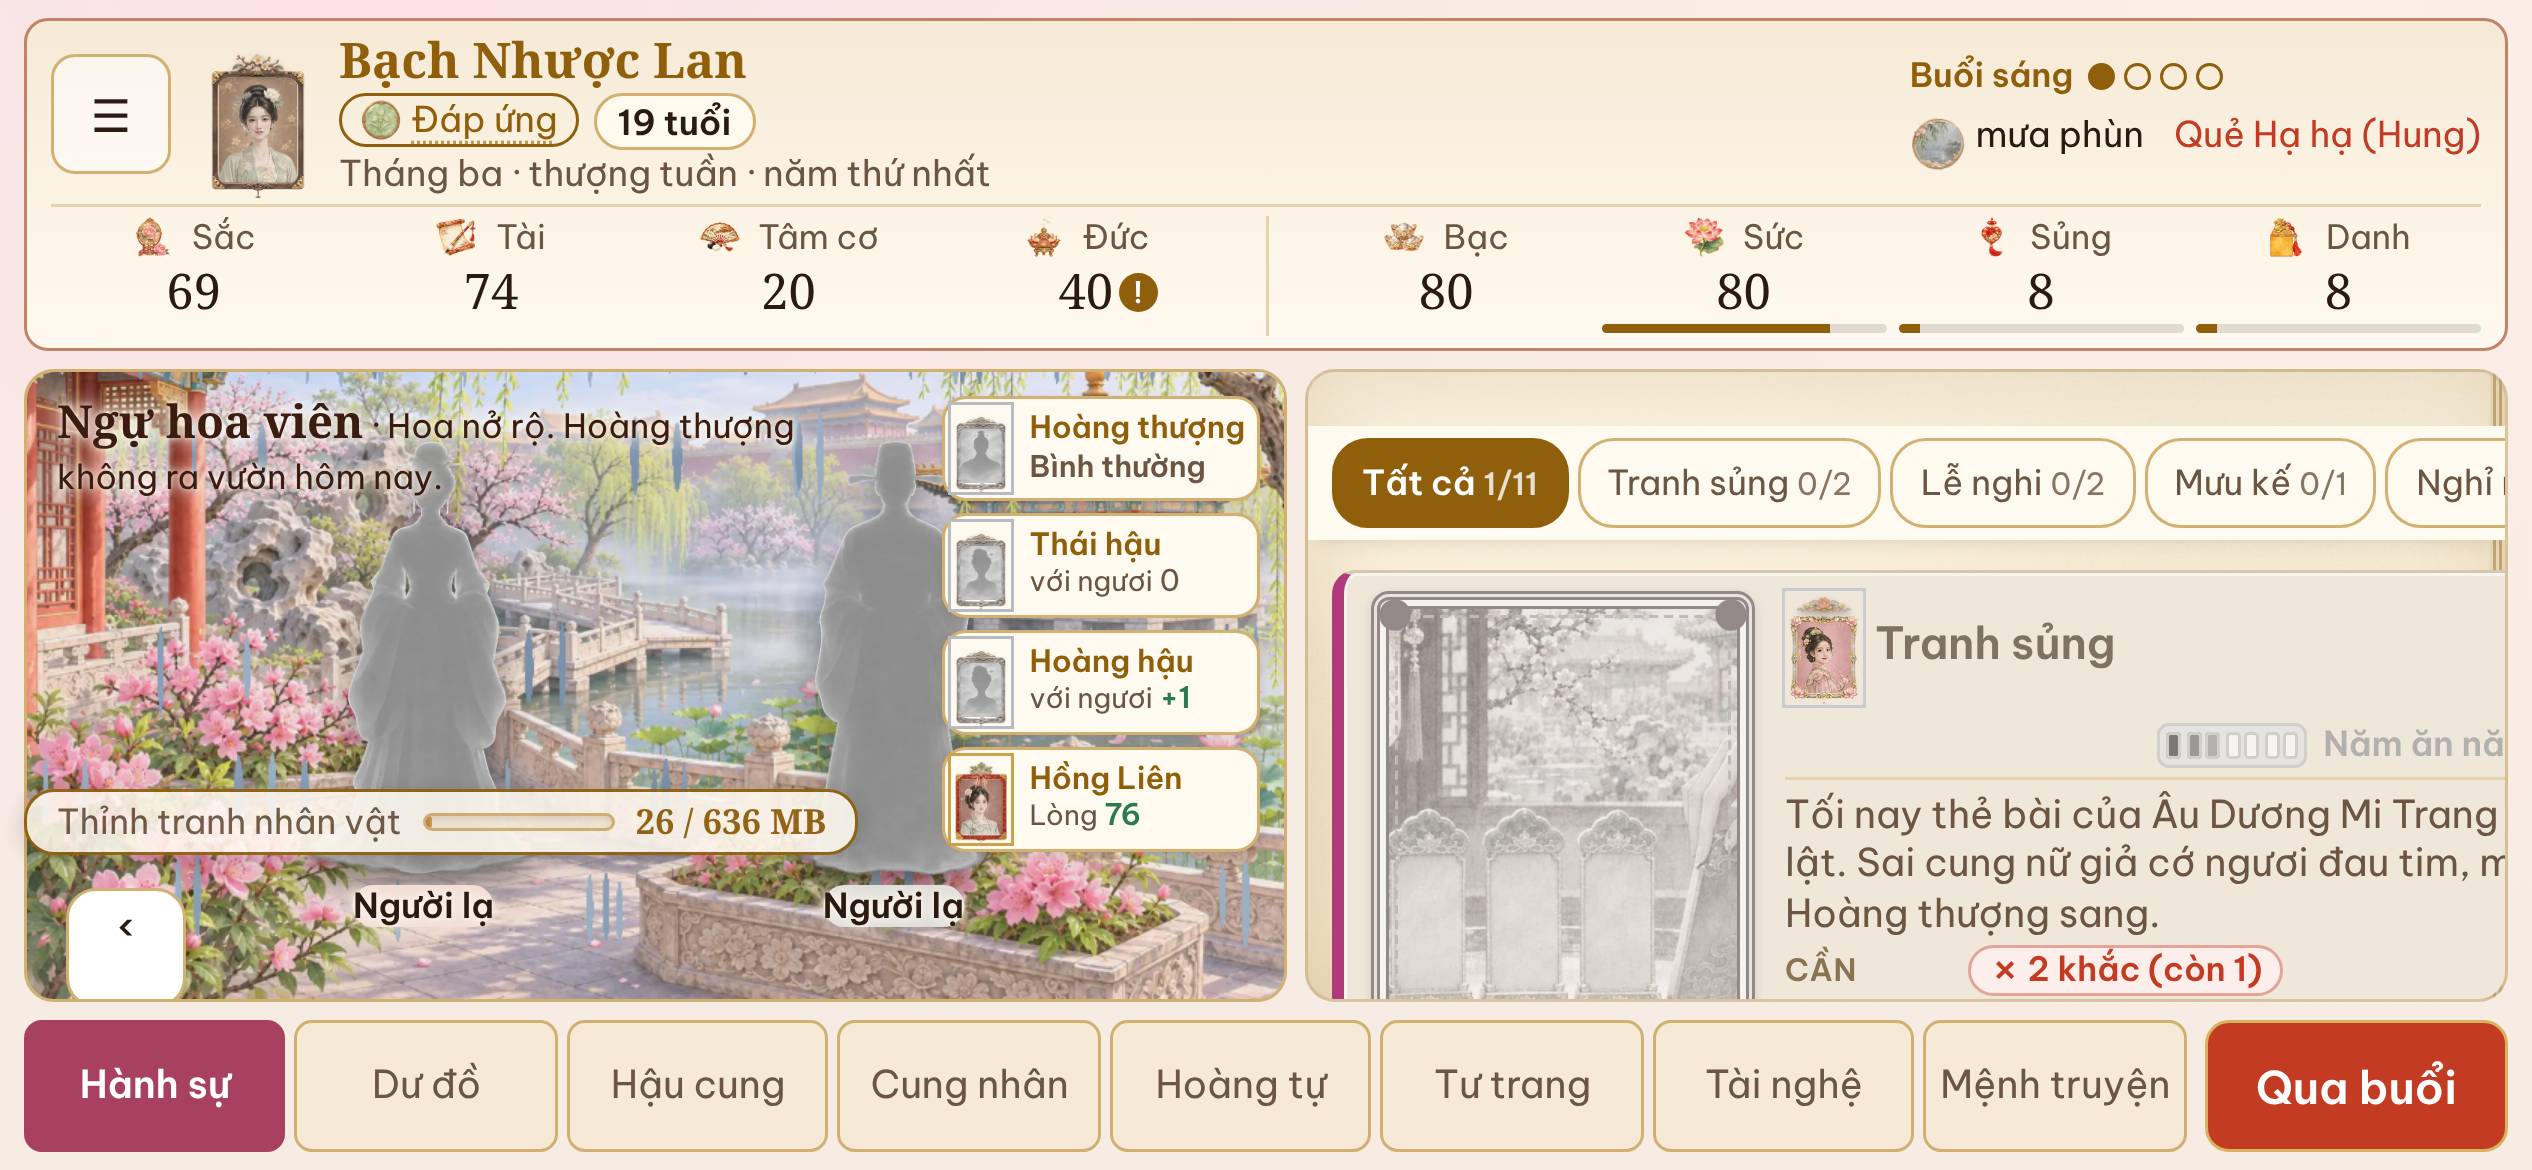 Bạch Nhược Lan
Đáp ứng
19 tuổi
Tháng ba · thượng tuần · năm thứ nhất
Buổi sáng
mưa phùn Quẻ Hạ hạ (Hung)
Sắc Tài Tâm cơ Đức Bạc Sức Sủng Danh
69 74 20 40 ! 80 80 8 8
Ngự hoa viên · Hoa nở rộ. Hoàng thượng
không ra vườn hôm nay.
Hoàng thượng
Bình thường
Thái hậu
với ngươi 0
Hoàng hậu
với ngươi +1
Hồng Liên
Lòng 76
Thỉnh tranh nhân vật 26 / 636 MB
Người lạ Người lạ
‹
Tất cả 1/11 Tranh sủng 0/2 Lễ nghi 0/2 Mưu kế 0/1 Nghỉ
Tranh sủng
Năm ăn
Tối nay thẻ bài của Âu Dương Mi Trang
lật. Sai cung nữ giả cớ ngươi đau tim,
Hoàng thượng sang.
CẦN × 2 khắc (còn 1)
Hành sự Dư đồ Hậu cung Cung nhân Hoàng tự Tư trang Tài nghệ Mệnh truyện Qua buổi